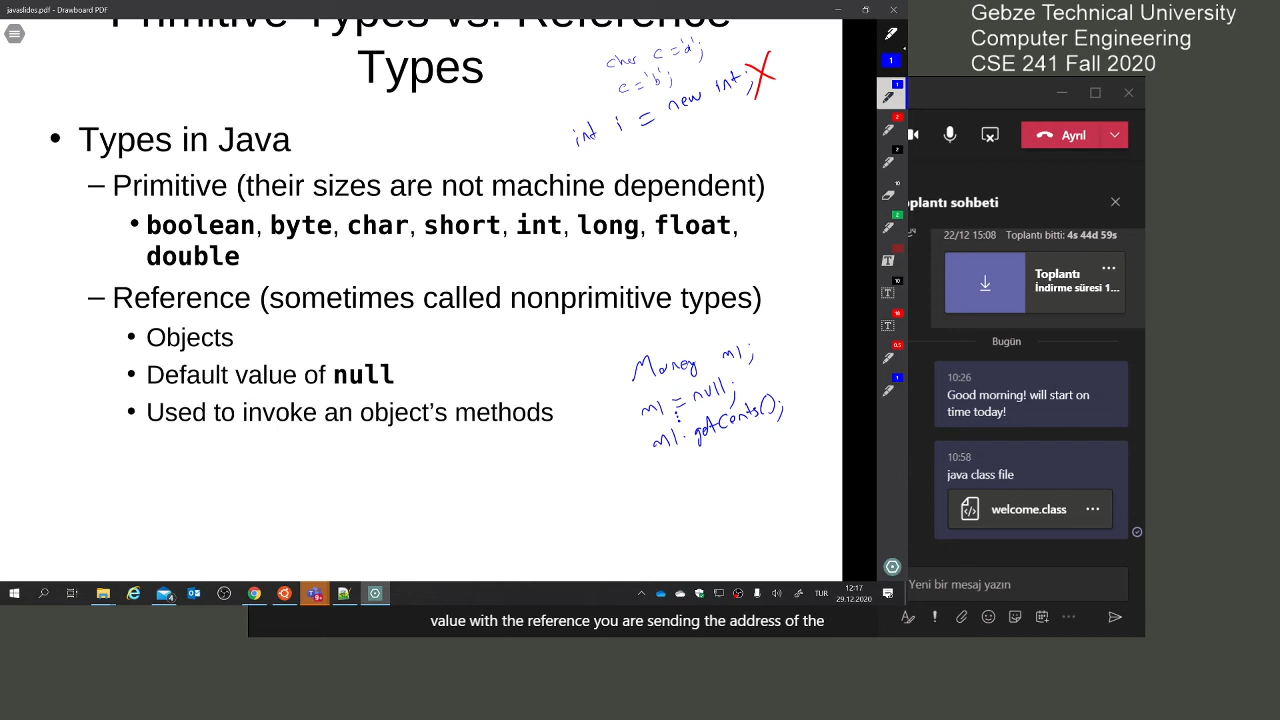 javaslides.pdf - Drawboard PDF
Primitive Types vs. Reference
Types
char c = 'a';
c = 'b';
int i = new int;
• Types in Java
– Primitive (their sizes are not machine dependent)
• boolean, byte, char, short, int, long, float,
double
– Reference (sometimes called nonprimitive types)
• Objects
• Default value of null
• Used to invoke an object's methods
Money m1;
m1 = null;
m1.getCents();
Gebze Technical University
Computer Engineering
CSE 241 Fall 2020
Ayrıl
plantı sohbeti
22/12 15:08 Toplantı bitti: 4s 44d 59s
Toplantı
İndirme süresi 1...
Bugün
10:26
Good morning! will start on
time today!
10:58
java class file
welcome.class
Yeni bir mesaj yazın
TUR
12:17
29.12.2020
value with the reference you are sending the address of the